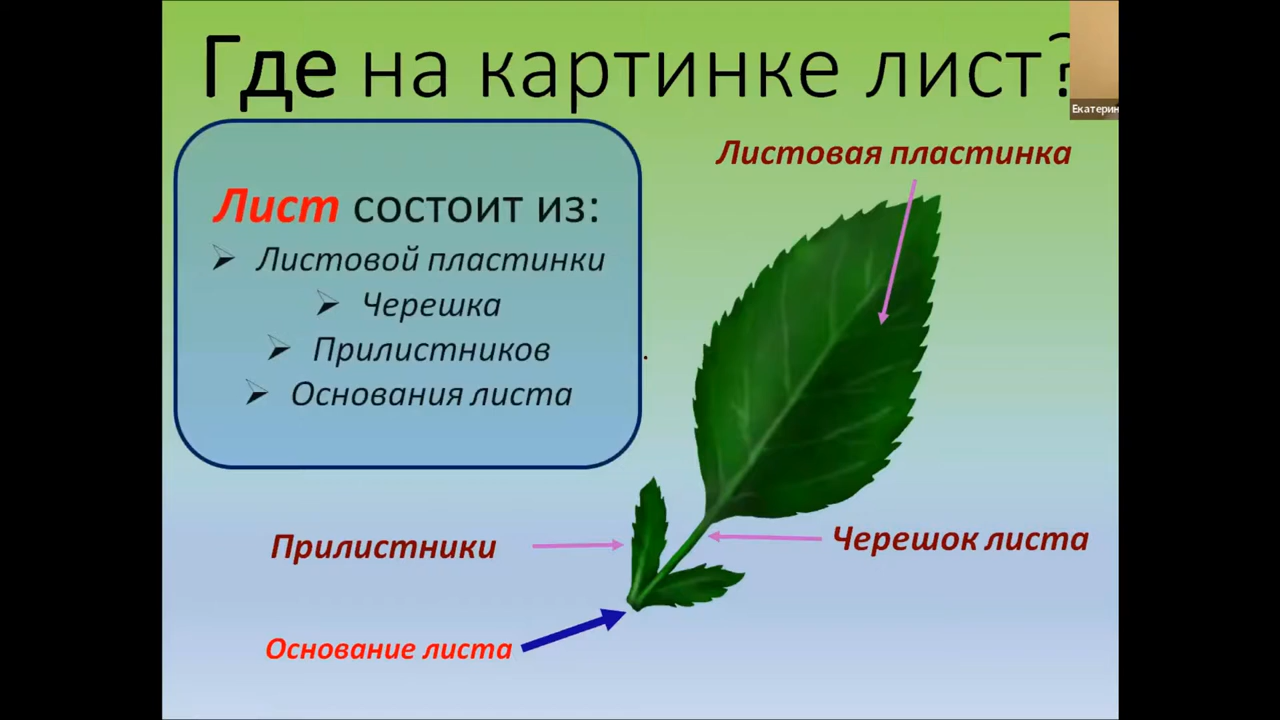 Где на картинке лист?
Екатерин
Листовая пластинка
Лист состоит из:
Листовой пластинки
Черешка
Прилистников
Основания листа
Прилистники
Черешок листа
Основание листа